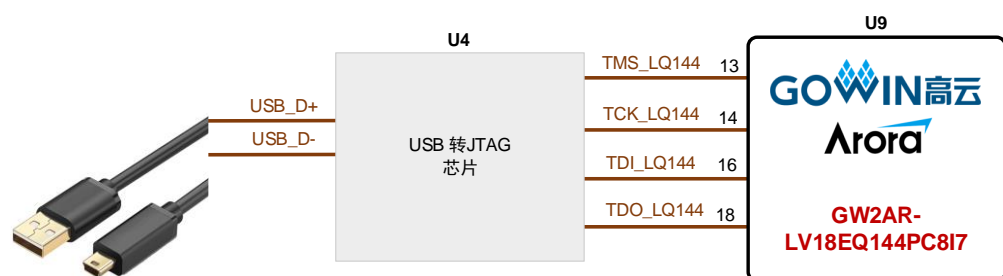 U4
U9
TMS_LQ144 13
USB_D+
TCK_LQ144 14
USB_D-
USB 转JTAG
芯片
TDI_LQ144 16
TDO_LQ144 18
GOWIN高云
Arora
GW2AR-
LV18EQ144PC8I7